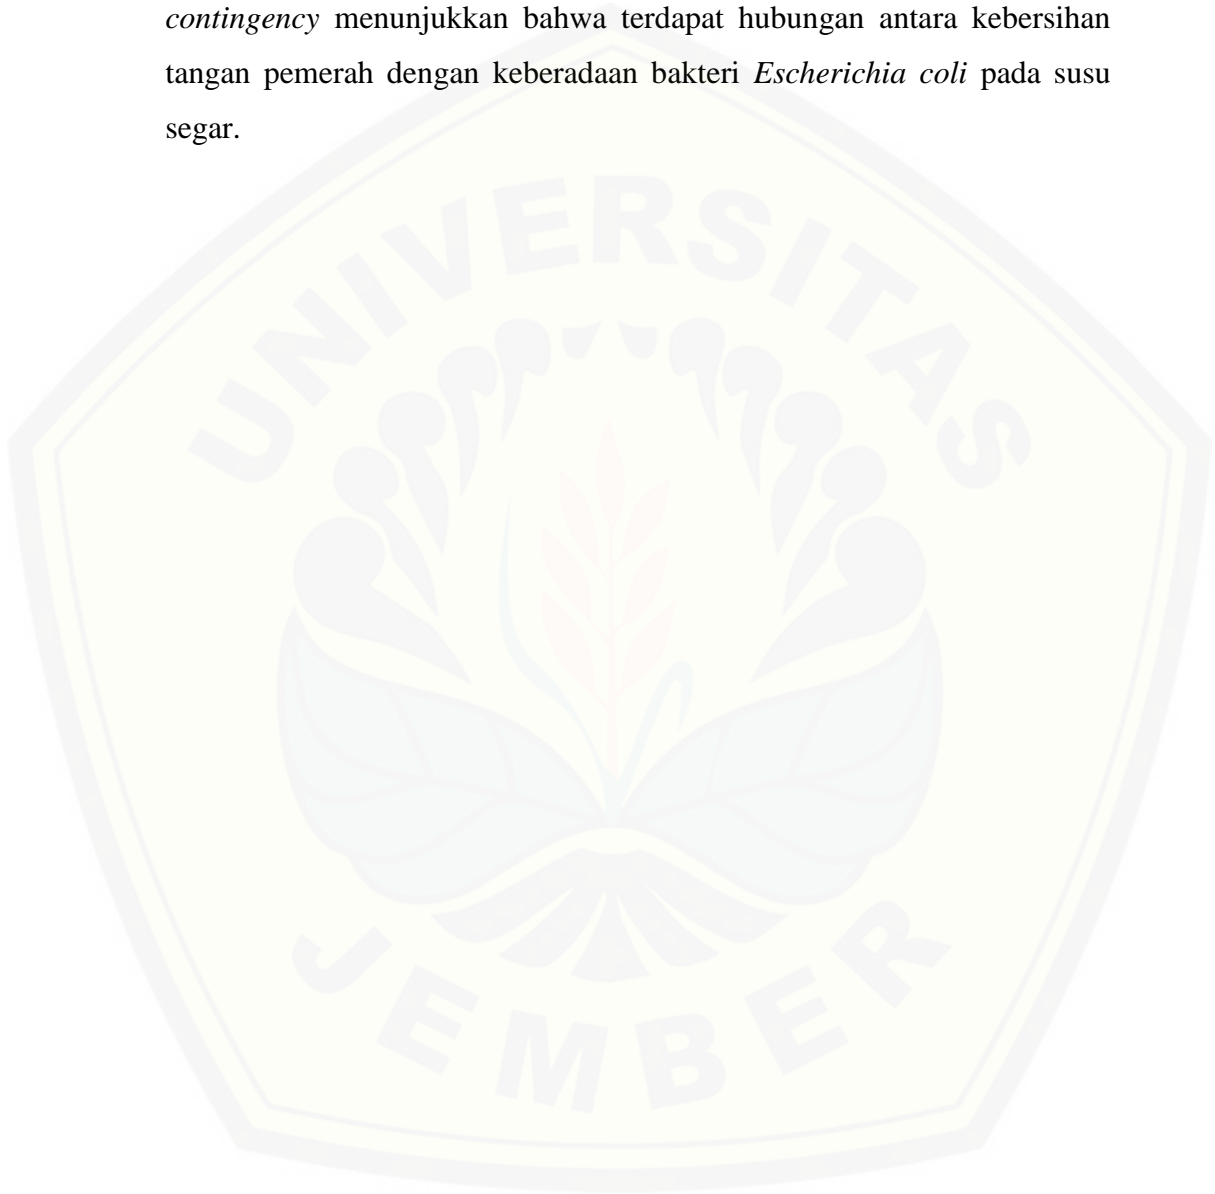 contingency menunjukkan bahwa terdapat hubungan antara kebersihan
tangan pemerah dengan keberadaan bakteri Escherichia coli pada susu
segar.
UNIVERSITAS
JEMBER